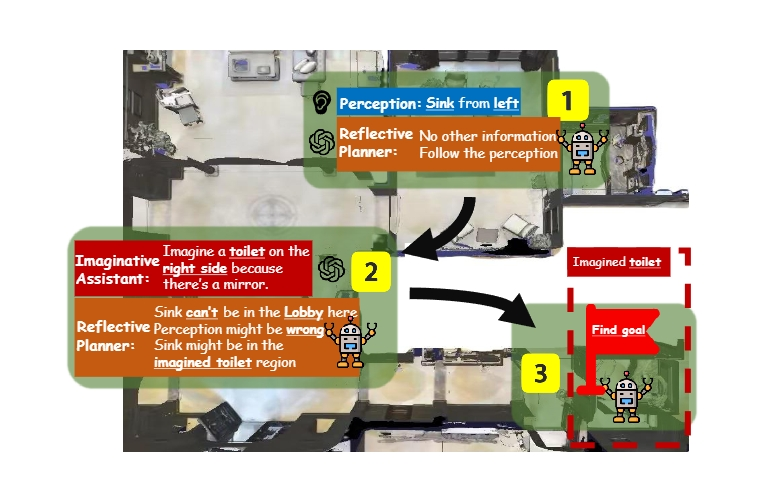 Perception: Sink from left
1
Reflective Planner:
No other information
Follow the perception
Imaginative Assistant:
Imagine a toilet on the
right side because
there's a mirror.
2
Reflective Planner:
Sink can't be in the Lobby here
Perception might be wrong
Sink might be in the
imagined toilet region
Imagined toilet
Find goal
3